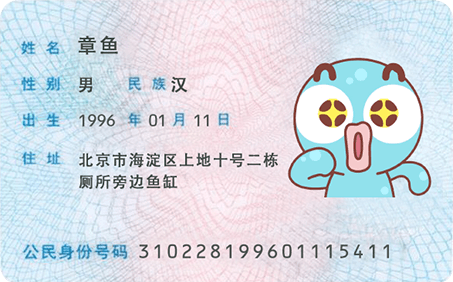 姓名 章鱼
性别 男 民族 汉
出生 1996 年 01 月 11 日
住址 北京市海淀区上地十号二栋
厕所旁边鱼缸
公民身份号码 310228199601115411